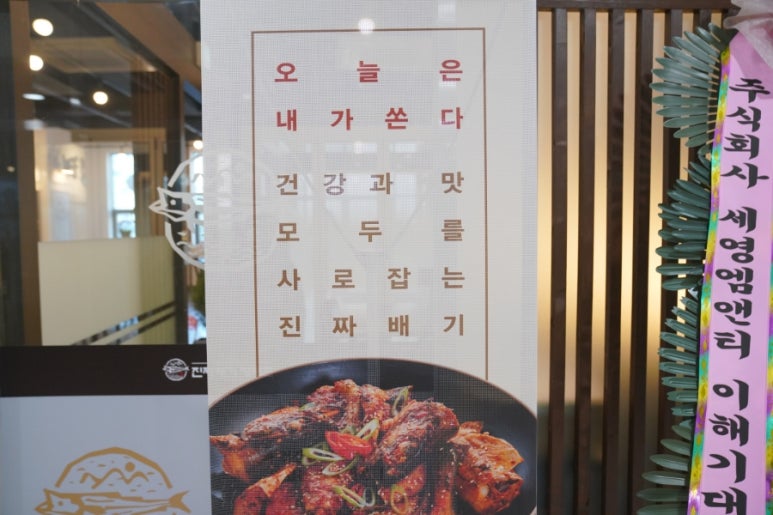 오늘은
내가 쏜다
건강과 맛
모두를
사로잡는
진짜배기
주식회사 세영엠앤티 이해기대